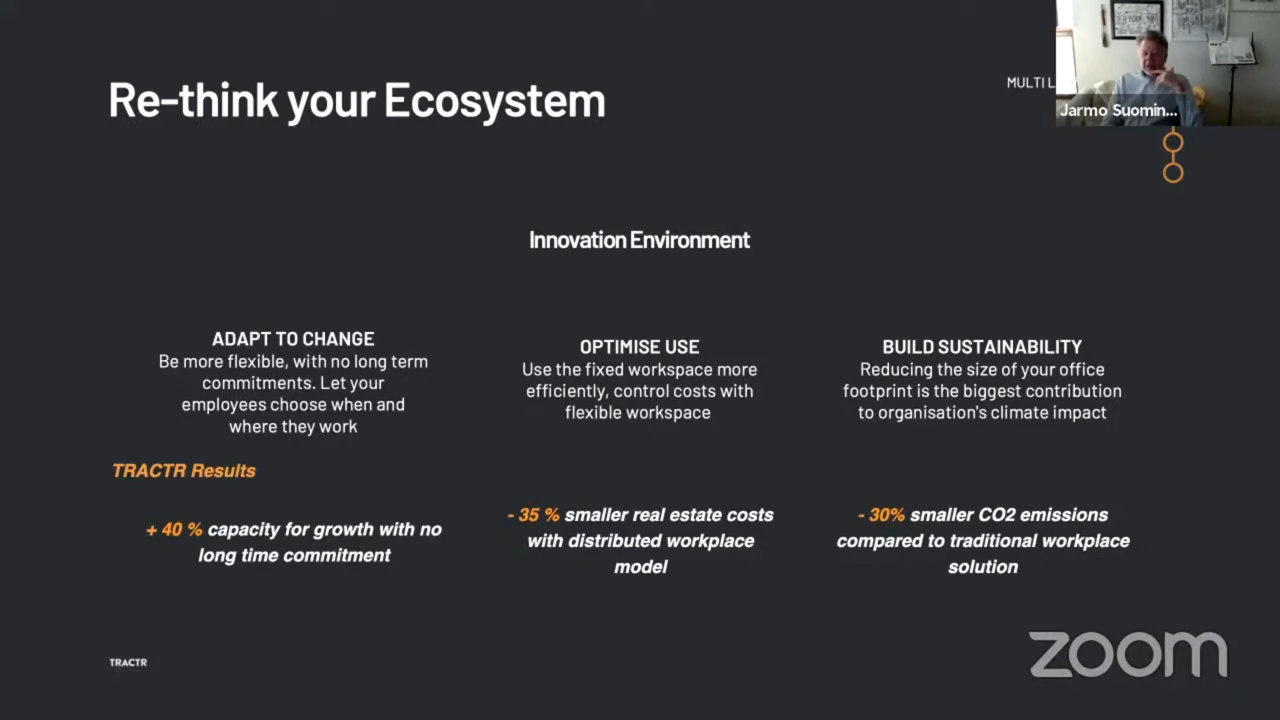 Re-think your Ecosystem
MULTI L
Jarmo Suomin...
Innovation Environment
ADAPT TO CHANGE
Be more flexible, with no long term
commitments. Let your
employees choose when and
where they work
OPTIMISE USE
Use the fixed workspace more
efficiently, control costs with
flexible workspace
BUILD SUSTAINABILITY
Reducing the size of your office
footprint is the biggest contribution
to organisation's climate impact
TRACTR Results
+ 40 % capacity for growth with no
long time commitment
- 35 % smaller real estate costs
with distributed workplace
model
- 30% smaller CO2 emissions
compared to traditional workplace
solution
TRACTR
zoom